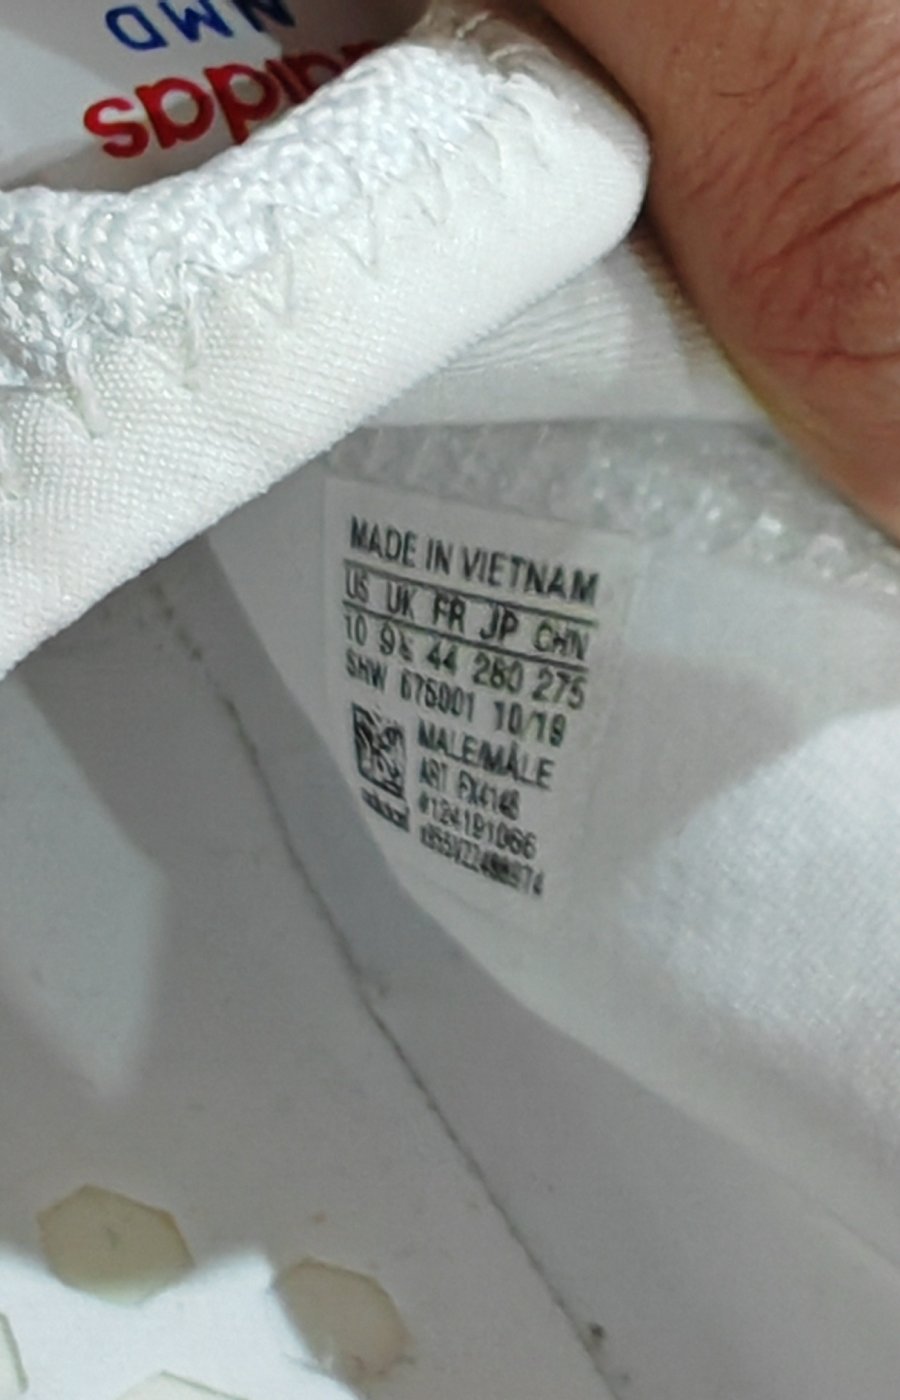 NMD
adidas
MADE IN VIETNAM
US UK FR JP CHN
10 9½ 44 280 275
SHW 675001 10/19
MALE/MÂLE
ART FX4148
#124191066